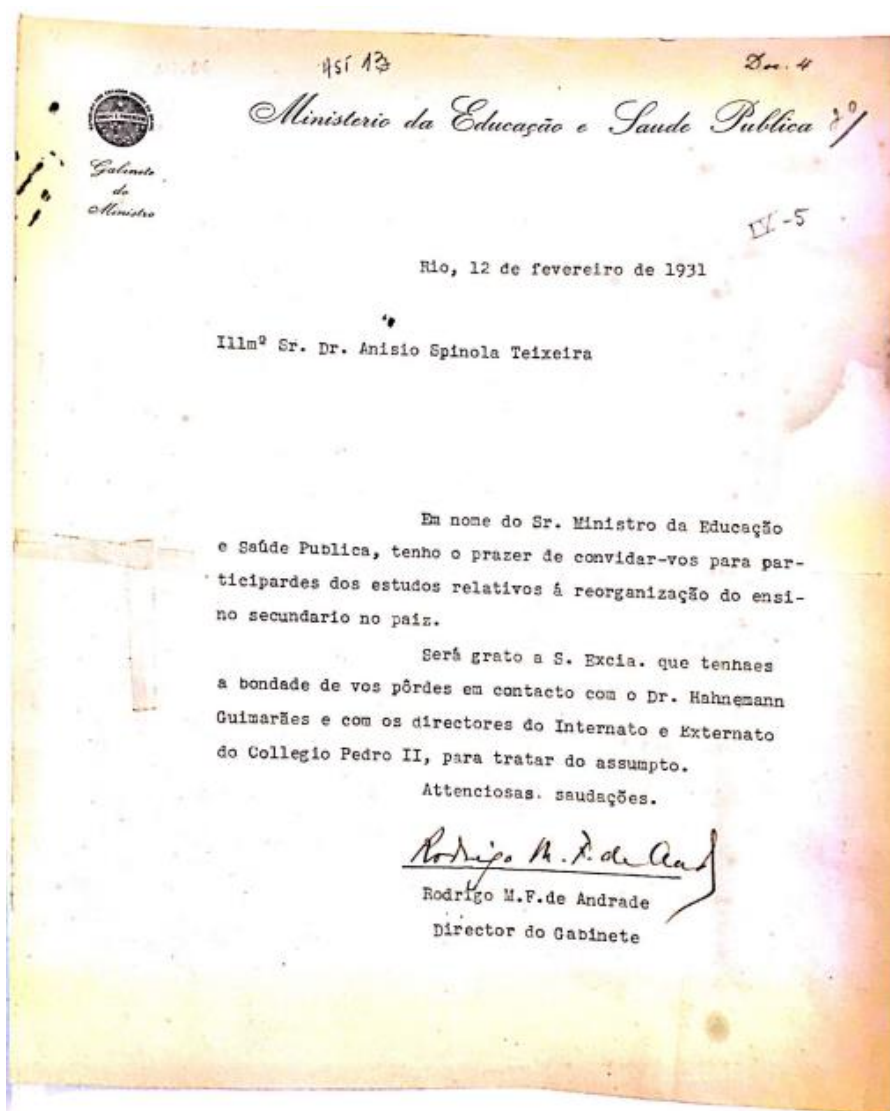 Doc. 4
Ministerio da Educação e Saude Publica
Gabinete
do
Ministro
IV-5
Rio, 12 de fevereiro de 1931
Illmº Sr. Dr. Anisio Spinola Teixeira
Em nome do Sr. Ministro da Educação
e Saúde Publica, tenho o prazer de convidar-vos para par-
ticipardes dos estudos relativos á reorganização do ensi-
no secundario no paiz.
Será grato a S. Excia. que tenhaes
a bondade de vos pôrdes em contacto com o Dr. Hahnemann
Guimarães e com os directores do Internato e Externato
do Collegio Pedro II, para tratar do assumpto.
Attenciosas. saudações.
Rodrigo M. F. de And
Rodrigo M.F.de Andrade
Director do Gabinete